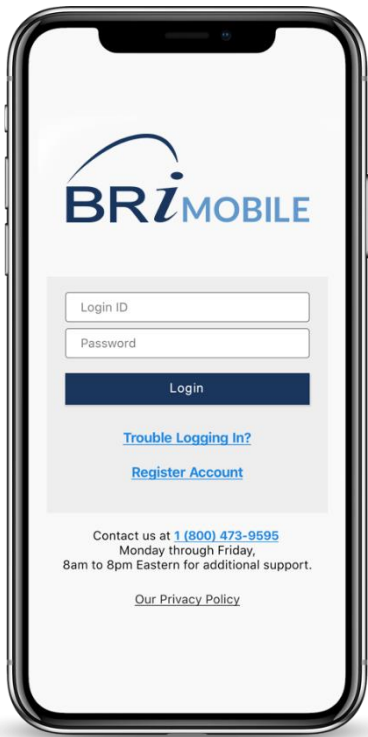 BRiMOBILE
Login ID
Password
Login
Trouble Logging In?
Register Account
Contact us at 1 (800) 473-9595
Monday through Friday,
8am to 8pm Eastern for additional support.
Our Privacy Policy